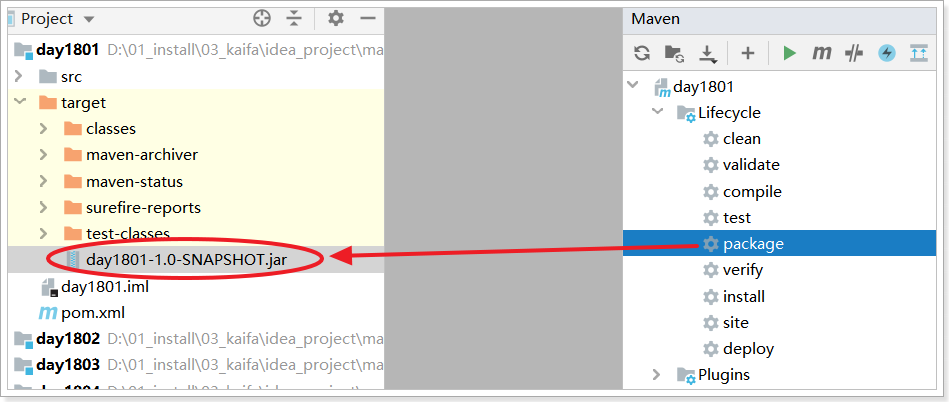 Project
day1801 D:\01_install\03_kaifa\idea_project\ma
src
target
classes
maven-archiver
maven-status
surefire-reports
test-classes
day1801-1.0-SNAPSHOT.jar
day1801.iml
pom.xml
day1802 D:\01_install\03_kaifa\idea_project\ma
day1803 D:\01_install\03_kaifa\idea_project\ma
Maven
day1801
Lifecycle
clean
validate
compile
test
package
verify
install
site
deploy
Plugins